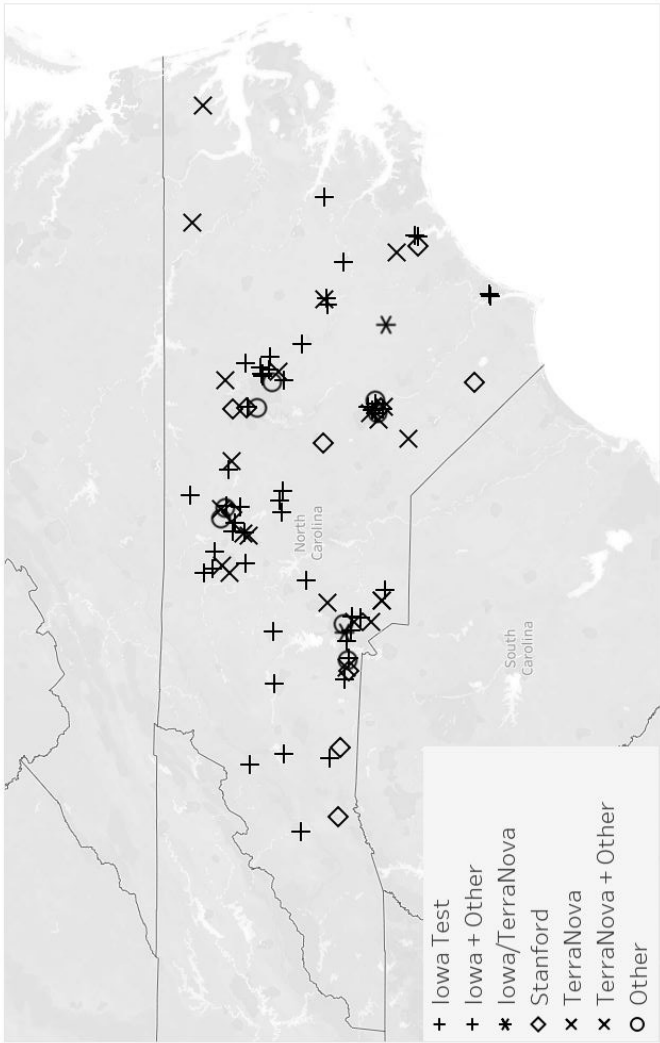 North
Carolina
South
Carolina
Iowa Test
Iowa + Other
Iowa/TerraNova
Stanford
TerraNova
TerraNova + Other
Other